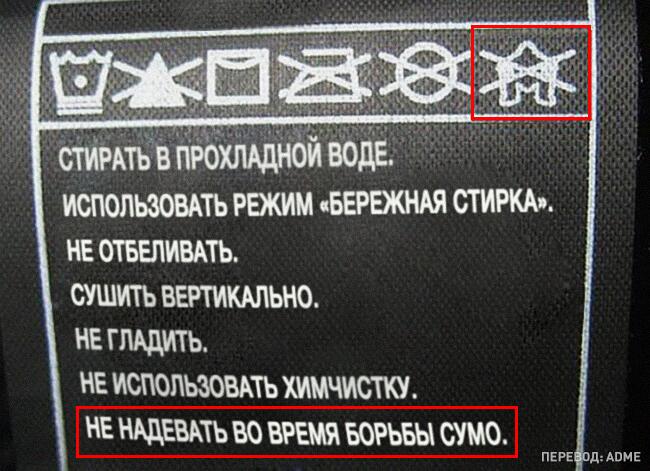 СТИРАТЬ В ПРОХЛАДНОЙ ВОДЕ.
ИСПОЛЬЗОВАТЬ РЕЖИМ «БЕРЕЖНАЯ СТИРКА».
НЕ ОТБЕЛИВАТЬ.
СУШИТЬ ВЕРТИКАЛЬНО.
НЕ ГЛАДИТЬ.
НЕ ИСПОЛЬЗОВАТЬ ХИМЧИСТКУ.
НЕ НАДЕВАТЬ ВО ВРЕМЯ БОРЬБЫ СУМО.
ПЕРЕВОД: ADME